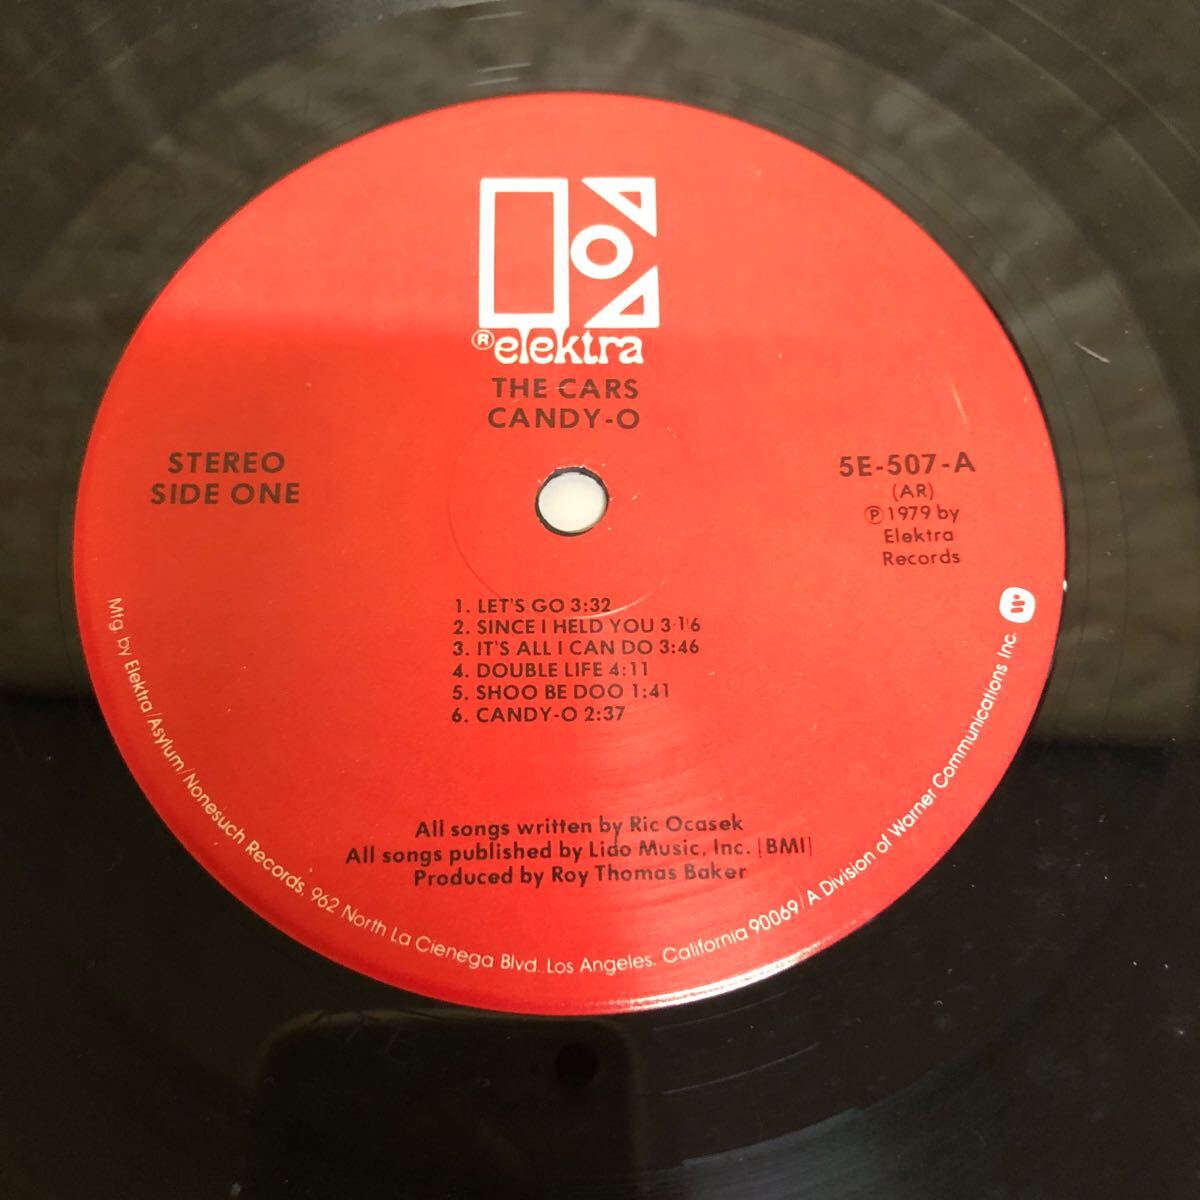 ® elektra
THE CARS
CANDY-O
STEREO
SIDE ONE
5E-507-A
(AR)
℗ 1979 by
Elektra
Records
1. LET'S GO 3:32
2. SINCE I HELD YOU 3:16
3. IT'S ALL I CAN DO 3:46
4. DOUBLE LIFE 4:11
5. SHOO BE DOO 1:41
6. CANDY-O 2:37
All songs written by Ric Ocasek
All songs published by Lido Music, Inc. [BMI]
Produced by Roy Thomas Baker
Mfg. by Elektra/Asylum/Nonesuch Records, 962 North La Cienega Blvd., Los Angeles, California 90069/A Division of Warner Communications Inc.